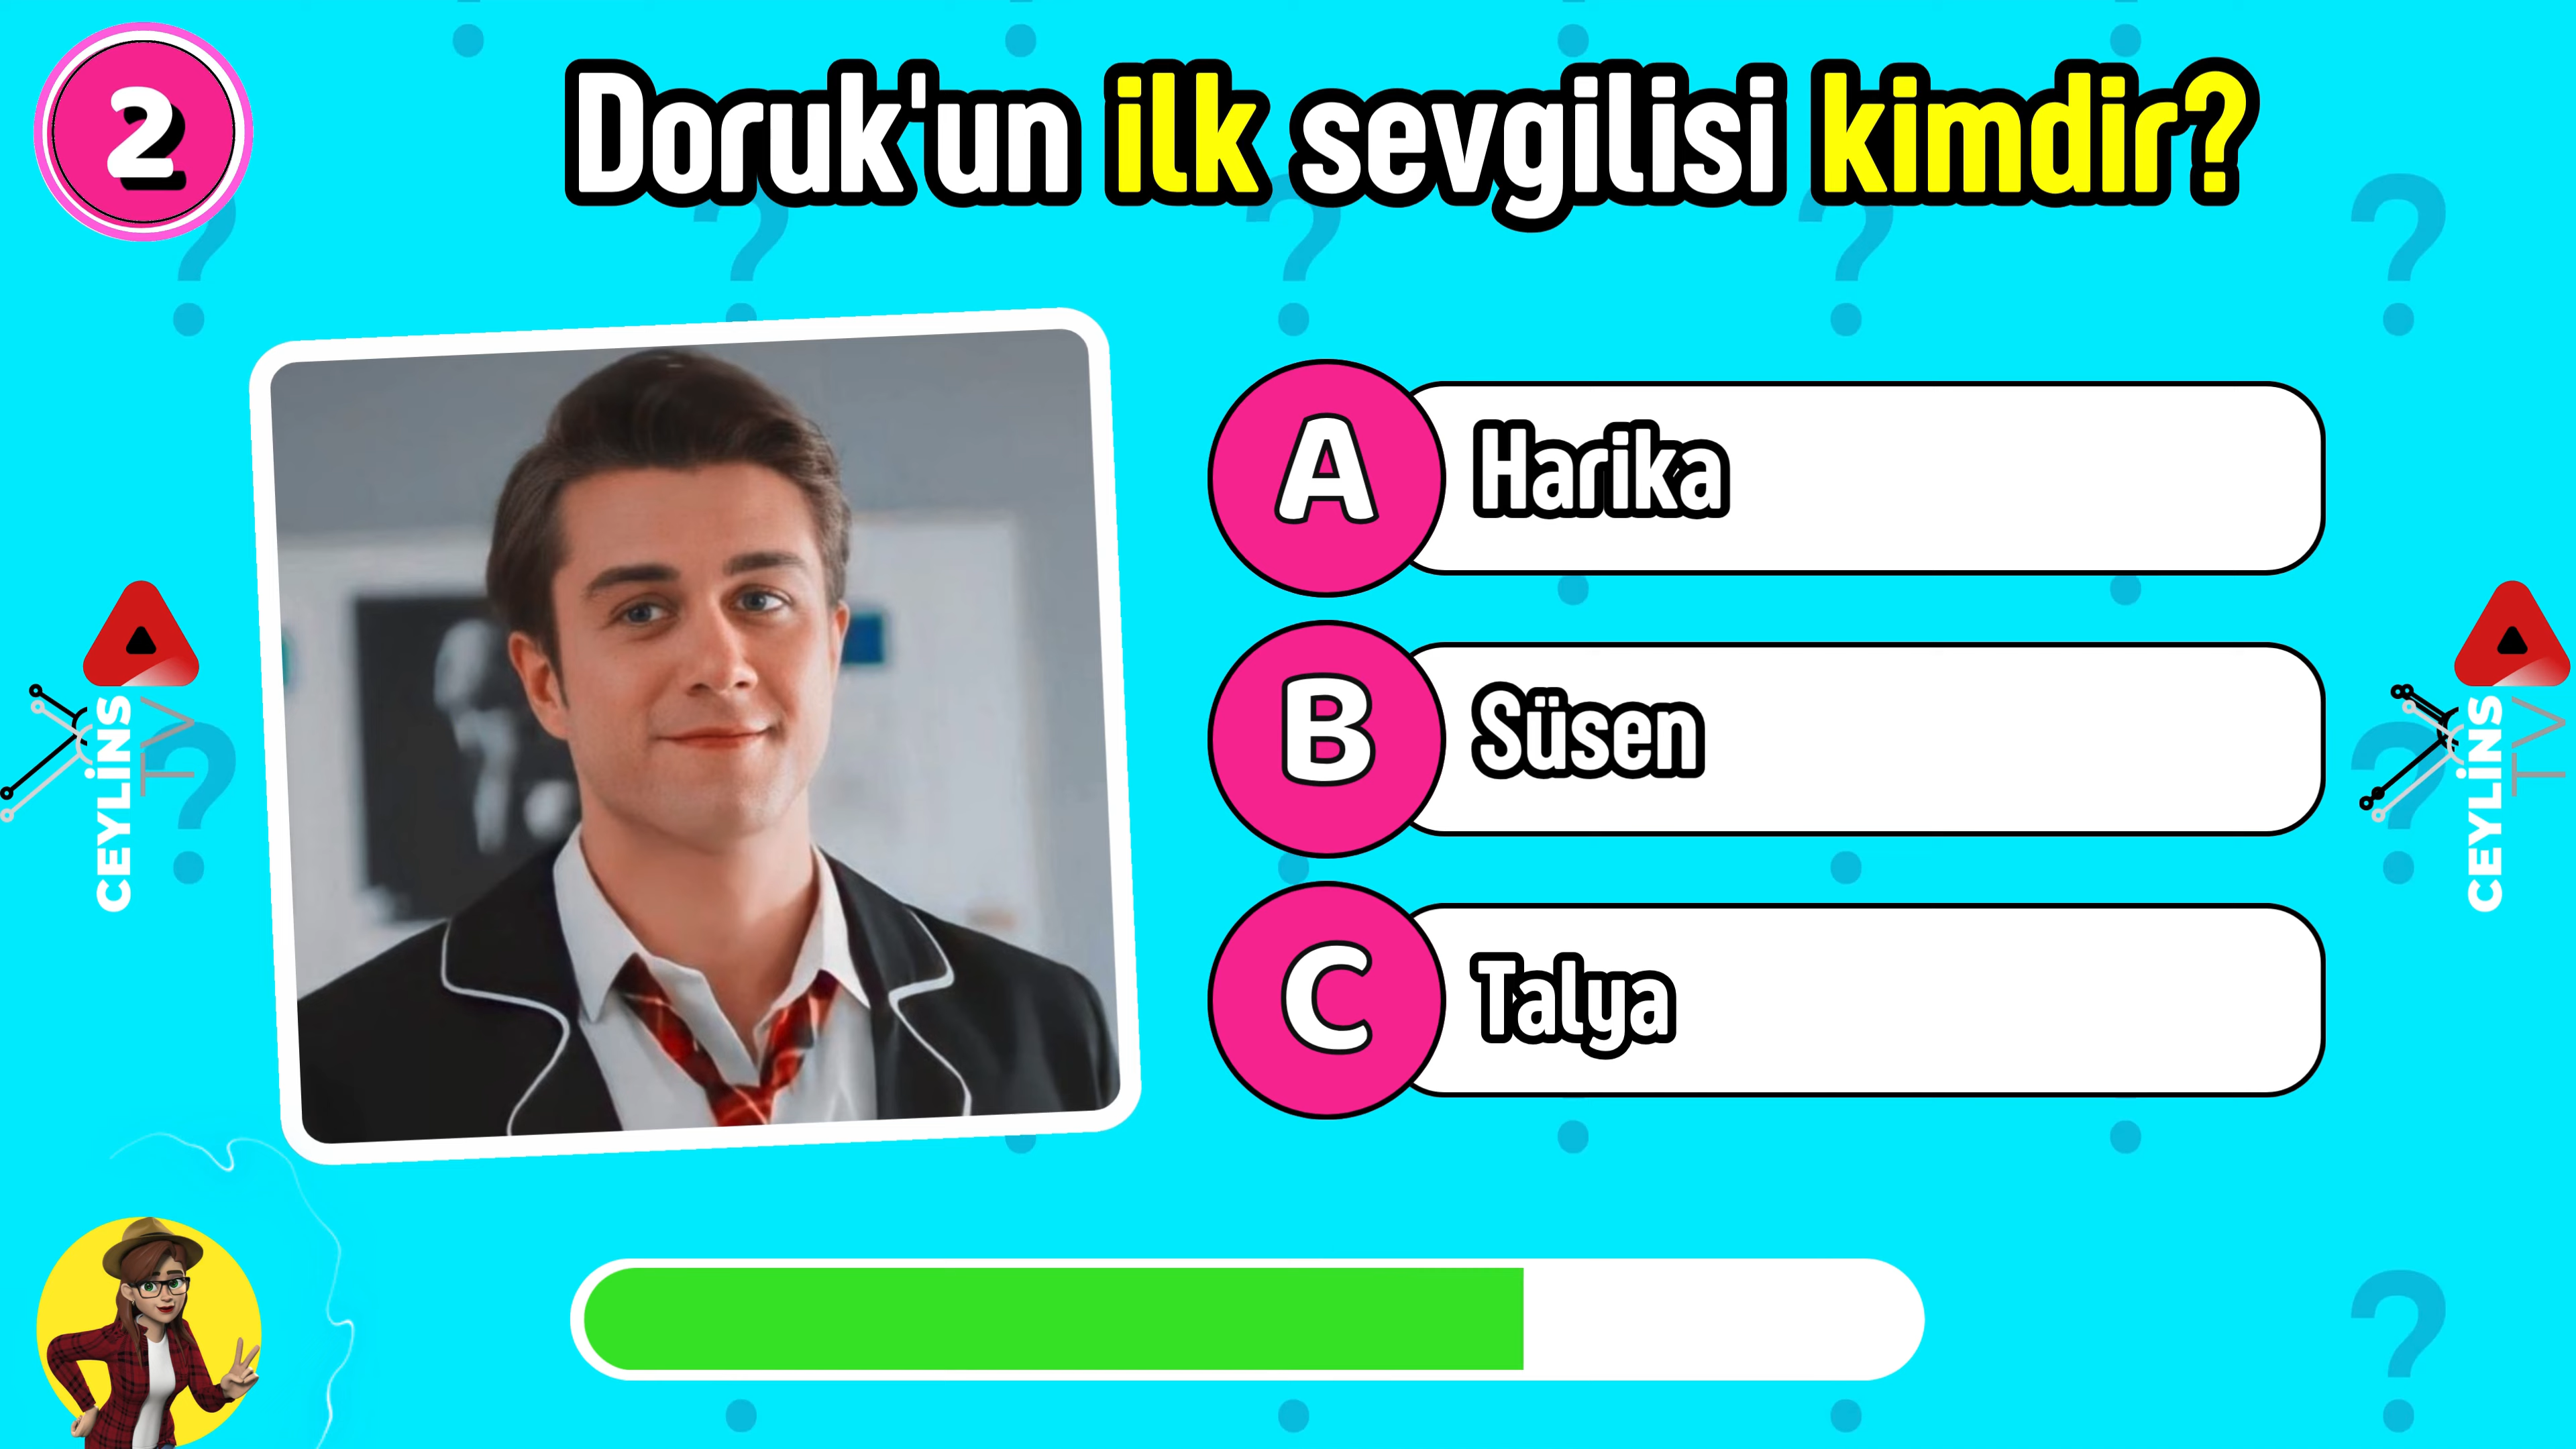 2
Doruk'un ilk sevgilisi kimdir?
A
Harika
B
Süsen
C
Talya
CEYLİNS
TV
CEYLİNS
TV